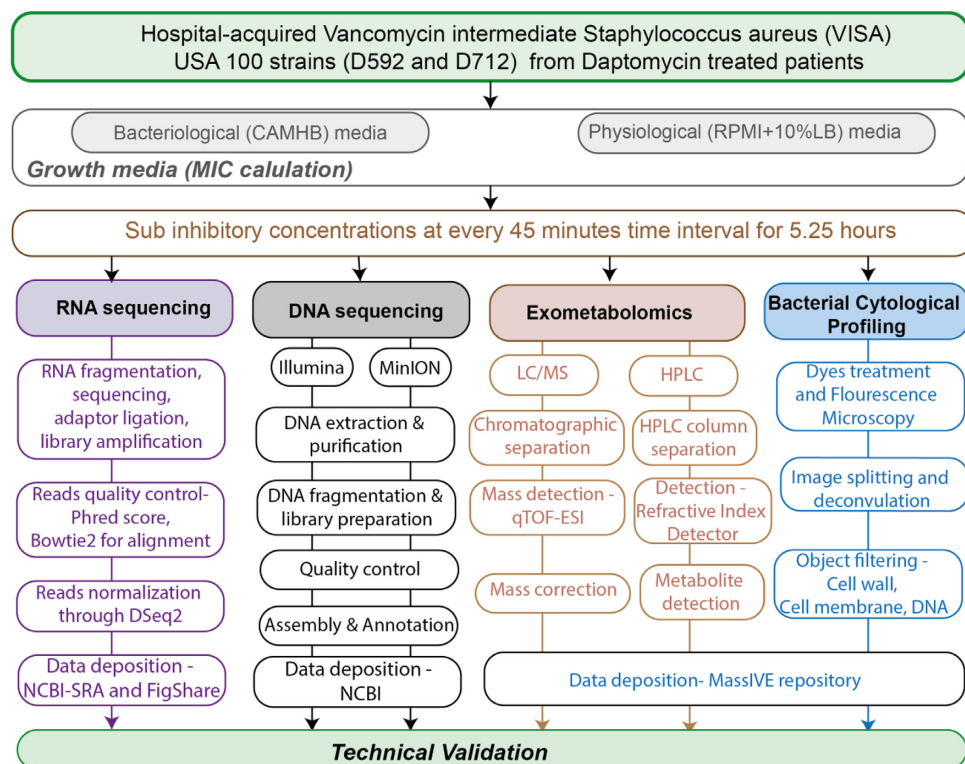 Hospital-acquired Vancomycin intermediate Staphylococcus aureus (VISA)
USA 100 strains (D592 and D712) from Daptomycin treated patients
Bacteriological (CAMHB) media
Physiological (RPMI+10%LB) media
Growth media (MIC calulation)
Sub inhibitory concentrations at every 45 minutes time interval for 5.25 hours
RNA sequencing
RNA fragmentation,
sequencing,
adaptor ligation,
library amplification
Reads quality control-
Phred score,
Bowtie2 for alignment
Reads normalization
through DSeq2
Data deposition -
NCBI-SRA and FigShare
DNA sequencing
Illumina
MinION
DNA extraction &
purification
DNA fragmentation &
library preparation
Quality control
Assembly & Annotation
Data deposition -
NCBI
Exometabolomics
LC/MS
Chromatographic
separation
Mass detection -
qTOF-ESI
Mass correction
HPLC
HPLC column
separation
Detection -
Refractive Index
Detector
Metabolite
detection
Bacterial Cytological
Profiling
Dyes treatment
and Flourescence
Microscopy
Image splitting and
deconvulation
Object filtering -
Cell wall,
Cell membrane, DNA
Data deposition- MassIVE repository
Technical Validation